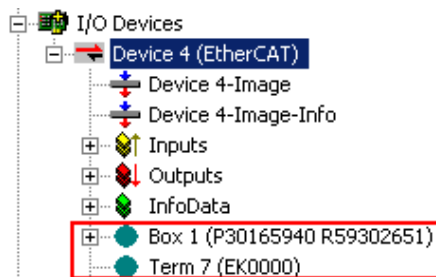 I/O Devices
Device 4 (EtherCAT)
Device 4-Image
Device 4-Image-Info
Inputs
Outputs
InfoData
Box 1 (P30165940 R59302651)
Term 7 (EK0000)